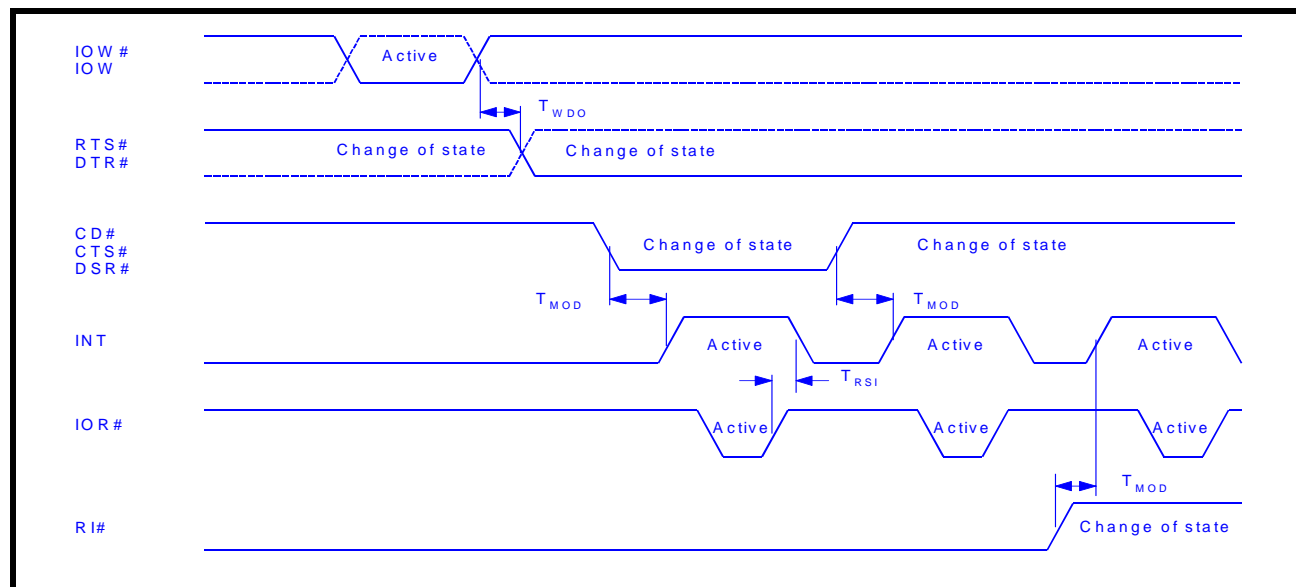 IOW#
IOW
Active
TWDO
RTS#
DTR#
Change of state
Change of state
CD#
CTS#
DSR#
Change of state
Change of state
TMOD
TMOD
INT
Active
Active
Active
TRSI
IOR#
Active
Active
Active
TMOD
RI#
Change of state